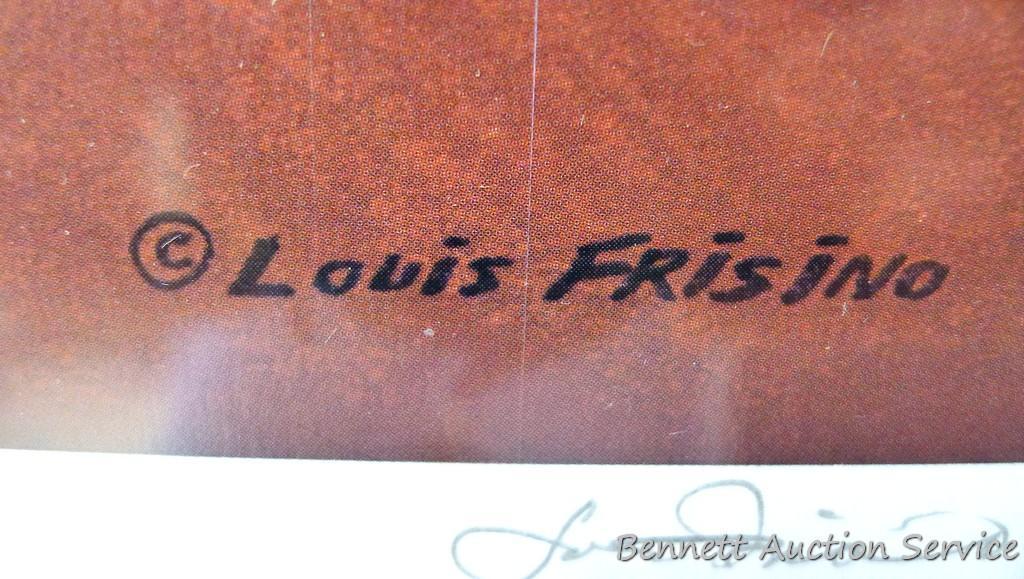 © Louis Frisino
Bennett Auction Service